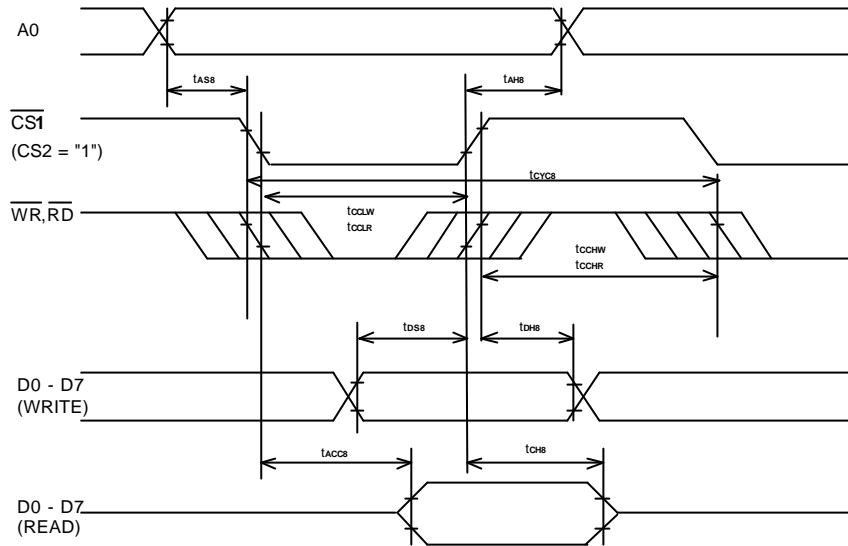 A0
tAS8
tAH8
CS1
(CS2 = "1")
tCYC8
WR,RD
tCCLW
tCCLR
tCCHW
tCCHR
tDS8
tDH8
D0 - D7
(WRITE)
tACC8
tCH8
D0 - D7
(READ)